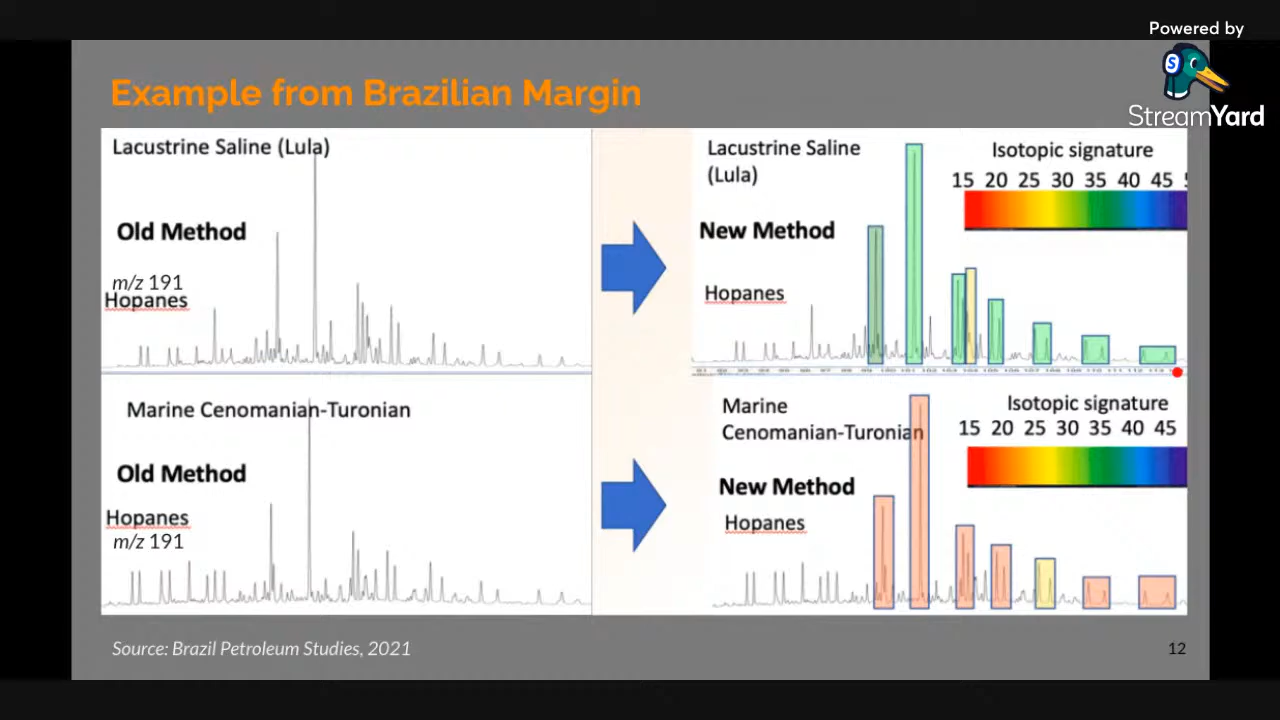 Powered by
StreamYard
Example from Brazilian Margin
Lacustrine Saline (Lula)
Old Method
m/z 191
Hopanes
Lacustrine Saline
(Lula)
New Method
Hopanes
Isotopic signature
15 20 25 30 35 40 45
Marine Cenomanian-Turonian
Old Method
Hopanes
m/z 191
Marine
Cenomanian-Turonian
New Method
Hopanes
Isotopic signature
15 20 25 30 35 40 45
Source: Brazil Petroleum Studies, 2021
12